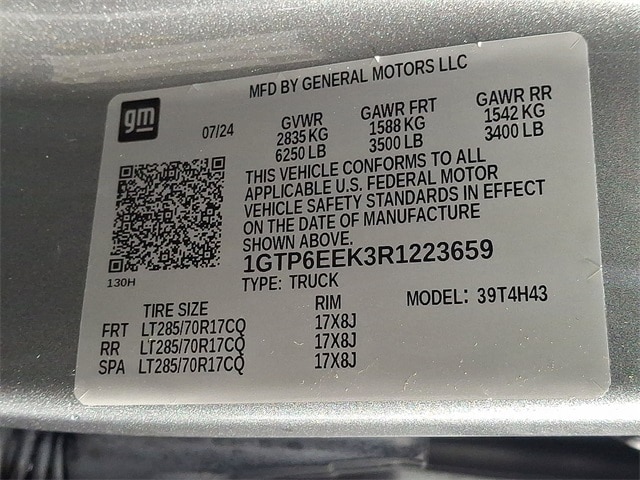 MFD BY GENERAL MOTORS LLC
gm
07/24
GVWR GAWR FRT GAWR RR
2835 KG 1588 KG 1542 KG
6250 LB 3500 LB 3400 LB
THIS VEHICLE CONFORMS TO ALL
APPLICABLE U.S. FEDERAL MOTOR
VEHICLE SAFETY STANDARDS IN EFFECT
ON THE DATE OF MANUFACTURE
SHOWN ABOVE.
1GTP6EEK3R1223659
130H
TYPE: TRUCK
MODEL: 39T4H43
TIRE SIZE RIM
FRT LT285/70R17CQ 17X8J
RR LT285/70R17CQ 17X8J
SPA LT285/70R17CQ 17X8J